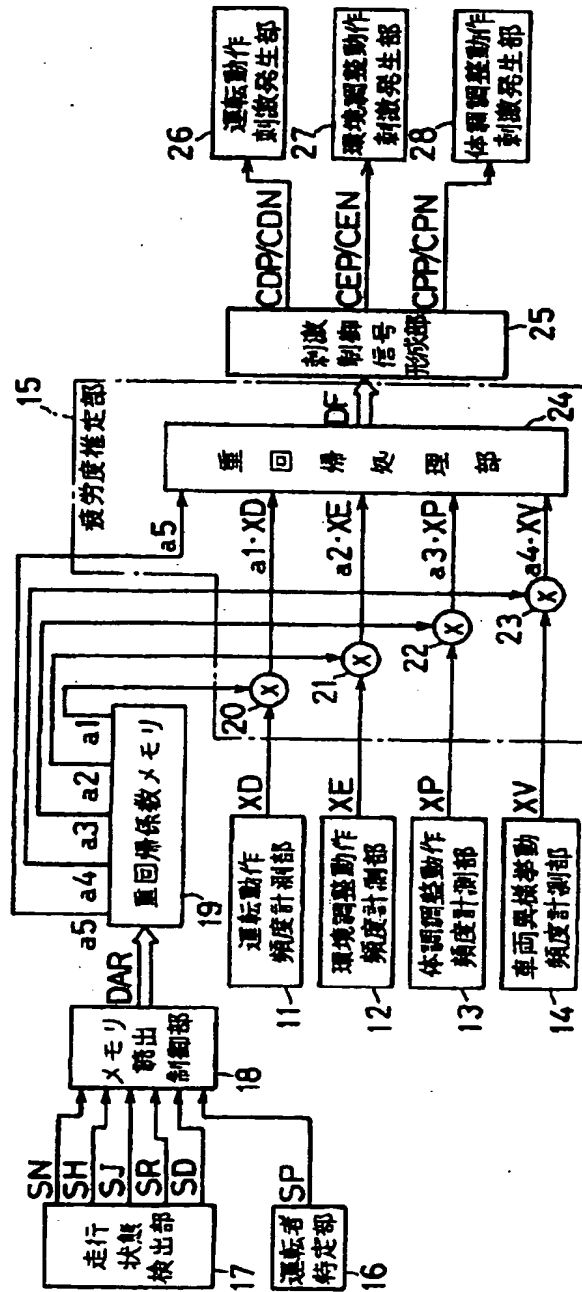 走行
状態
検出部
17
SN
SH
SJ
SR
SD
運転者
特定部
16
SP
メモリ
読出
制御部
18
DAR
重回帰係数メモリ
19
a5
a4
a3
a2
a1
運転動作
頻度計測部
11
XD
環境調整動作
頻度計測部
12
XE
体調調整動作
頻度計測部
13
XP
車両異様挙動
頻度計測部
14
XV
15
疲労度推定部
X
20
X
21
X
22
X
23
a5
a1・XD
a2・XE
a3・XP
a4・XV
重回帰処理部
24
DF
刺激
制御
信号
形成部
25
CDP/CDN
CEP/CEN
CPP/CPN
26
運転動作
刺激発生部
27
環境調整動作
刺激発生部
28
体調調整動作
刺激発生部